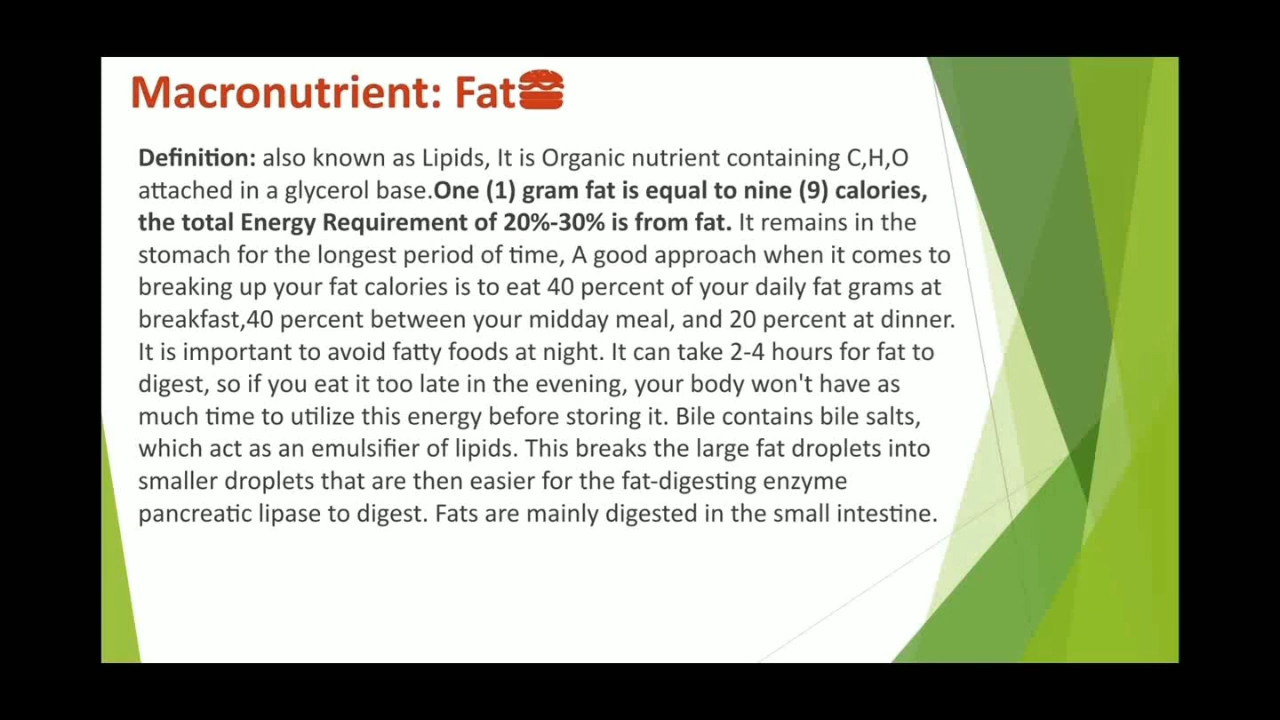 Macronutrient: Fat
Definition: also known as Lipids, It is Organic nutrient containing C,H,O
attached in a glycerol base.One (1) gram fat is equal to nine (9) calories,
the total Energy Requirement of 20%-30% is from fat. It remains in the
stomach for the longest period of time, A good approach when it comes to
breaking up your fat calories is to eat 40 percent of your daily fat grams at
breakfast,40 percent between your midday meal, and 20 percent at dinner.
It is important to avoid fatty foods at night. It can take 2-4 hours for fat to
digest, so if you eat it too late in the evening, your body won't have as
much time to utilize this energy before storing it. Bile contains bile salts,
which act as an emulsifier of lipids. This breaks the large fat droplets into
smaller droplets that are then easier for the fat-digesting enzyme
pancreatic lipase to digest. Fats are mainly digested in the small intestine.